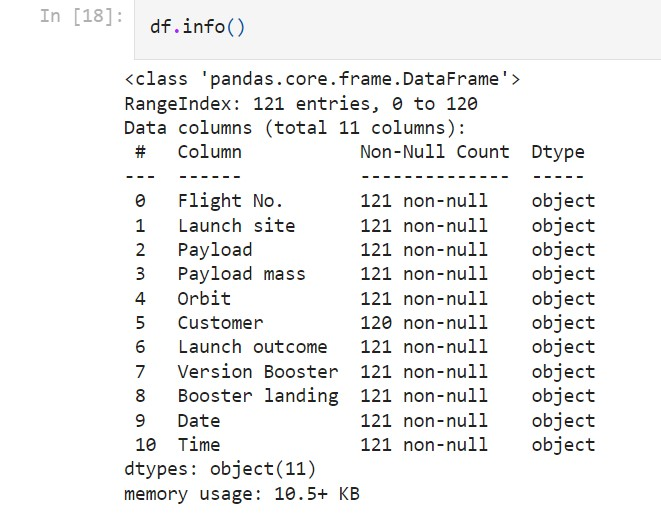 In [18]: df.info()
<class 'pandas.core.frame.DataFrame'>
RangeIndex: 121 entries, 0 to 120
Data columns (total 11 columns):
 #   Column           Non-Null Count  Dtype
---  ------           --------------  -----
 0   Flight No.       121 non-null    object
 1   Launch site      121 non-null    object
 2   Payload          121 non-null    object
 3   Payload mass     121 non-null    object
 4   Orbit            121 non-null    object
 5   Customer         120 non-null    object
 6   Launch outcome   121 non-null    object
 7   Version Booster  121 non-null    object
 8   Booster landing  121 non-null    object
 9   Date             121 non-null    object
 10  Time             121 non-null    object
dtypes: object(11)
memory usage: 10.5+ KB